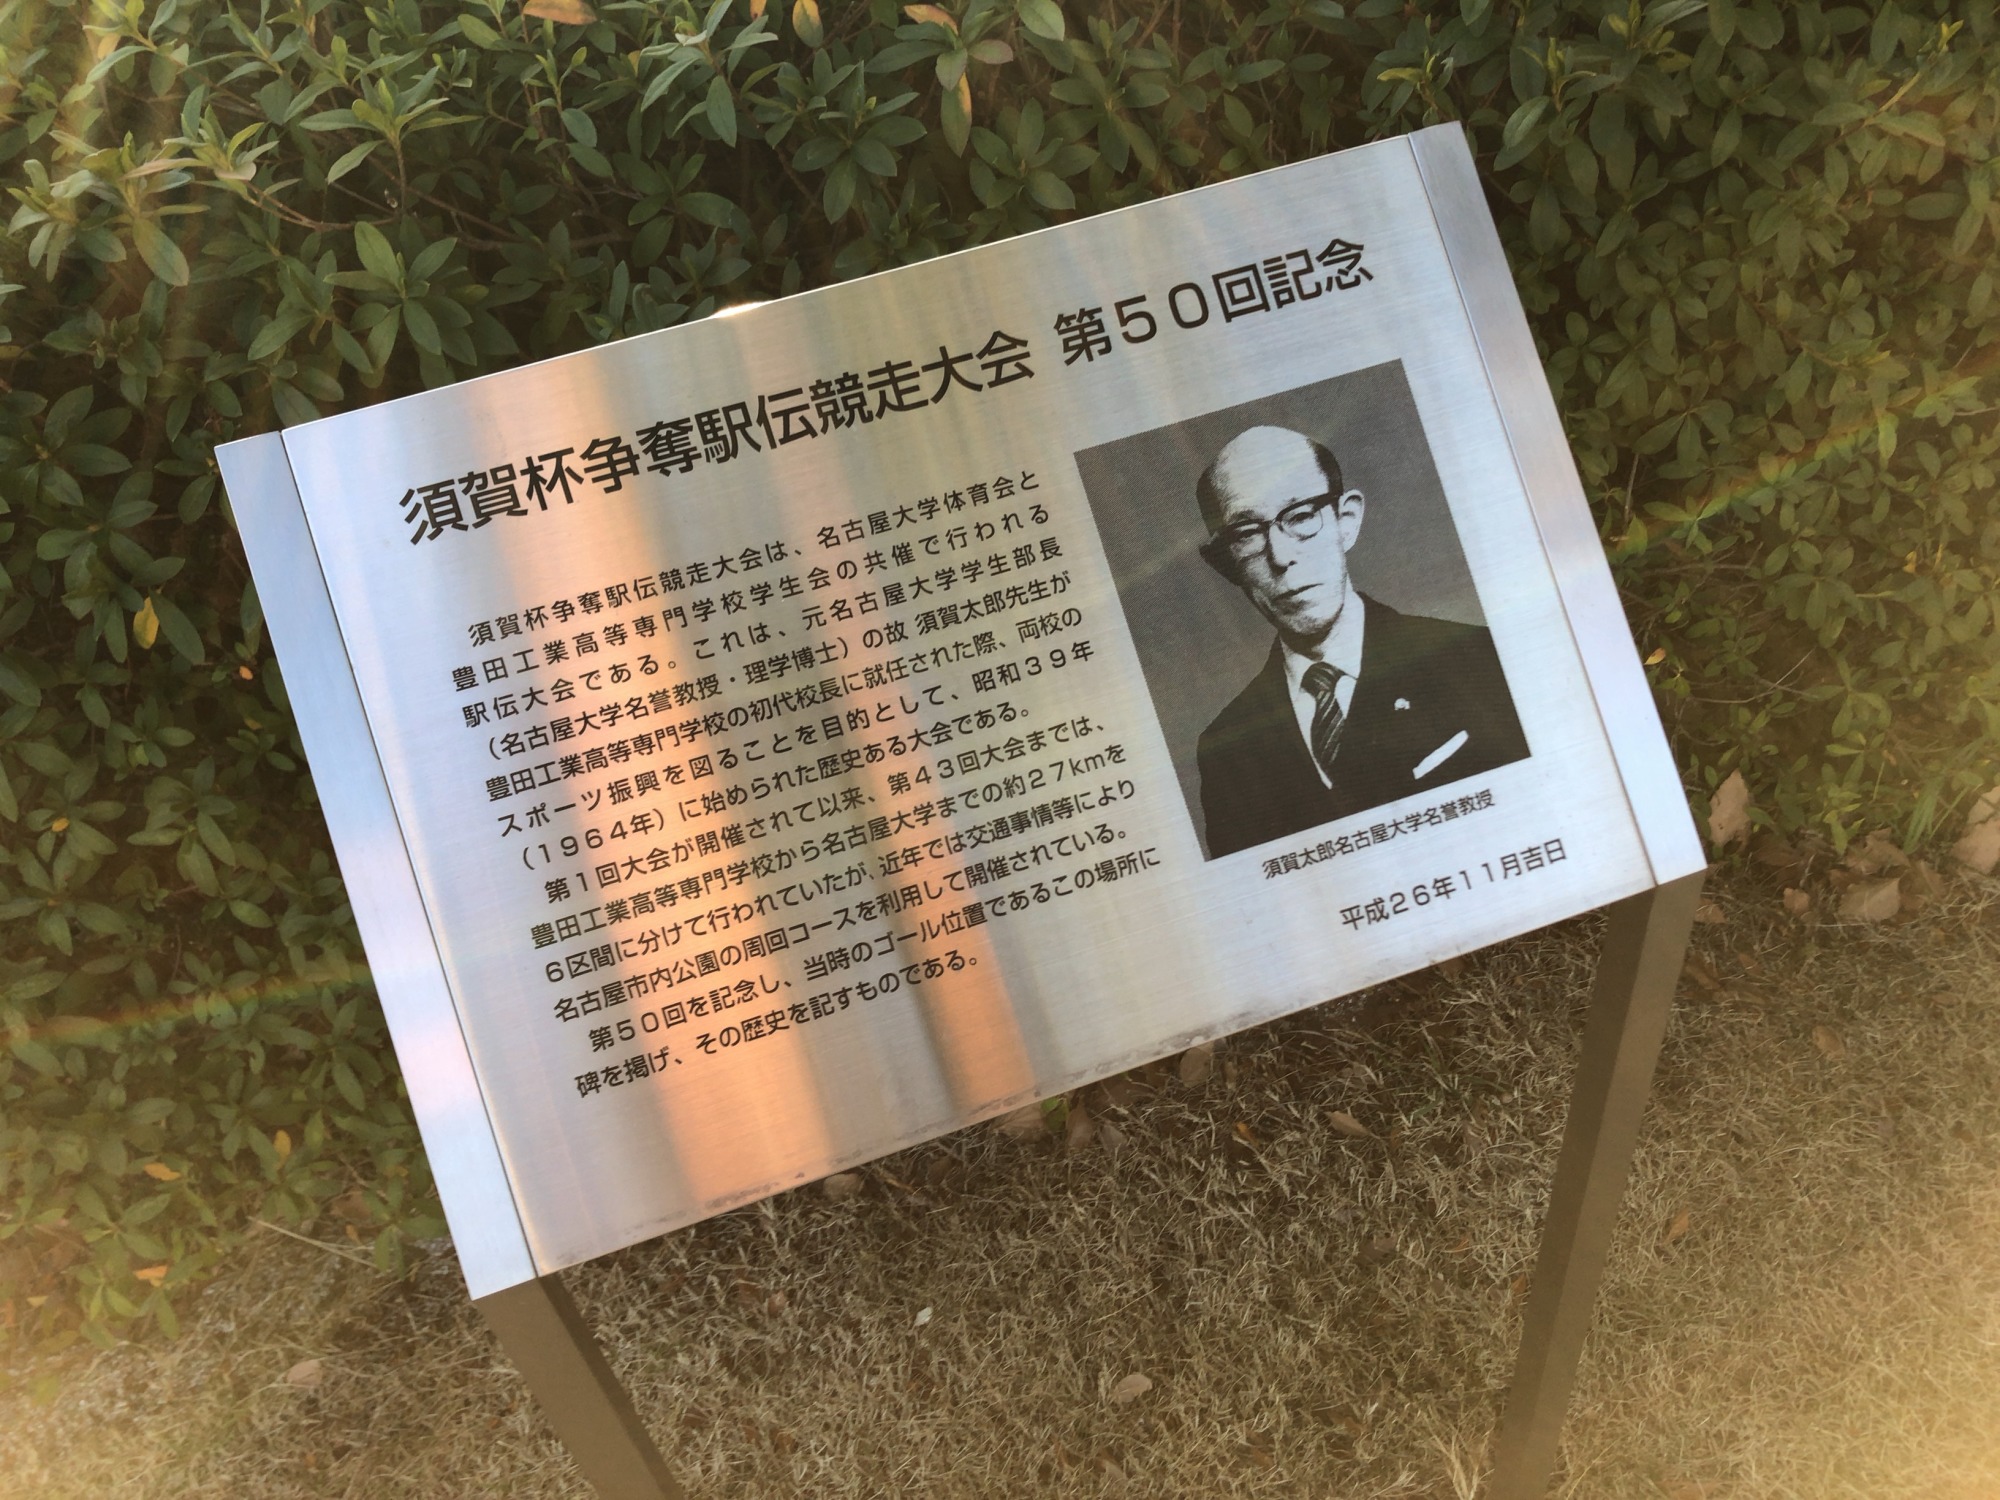 須賀杯争奪駅伝競走大会 第５０回記念
須賀杯争奪駅伝競走大会は、名古屋大学体育会と
豊田工業高等専門学校学生会の共催で行われる
駅伝大会である。これは、元名古屋大学学生部長
（名古屋大学名誉教授・理学博士）の故 須賀太郎先生が
豊田工業高等専門学校の初代校長に就任された際、両校の
スポーツ振興を図ることを目的として、昭和３９年
（１９６４年）に始められた歴史ある大会である。
第１回大会が開催されて以来、第４３回大会までは、
豊田工業高等専門学校から名古屋大学までの約２７kmを
６区間に分けて行われていたが、近年では交通事情等により
名古屋市内公園の周回コースを利用して開催されている。
第５０回を記念し、当時のゴール位置であるこの場所に
碑を掲げ、その歴史を記すものである。
須賀太郎名古屋大学名誉教授
平成２６年１１月吉日